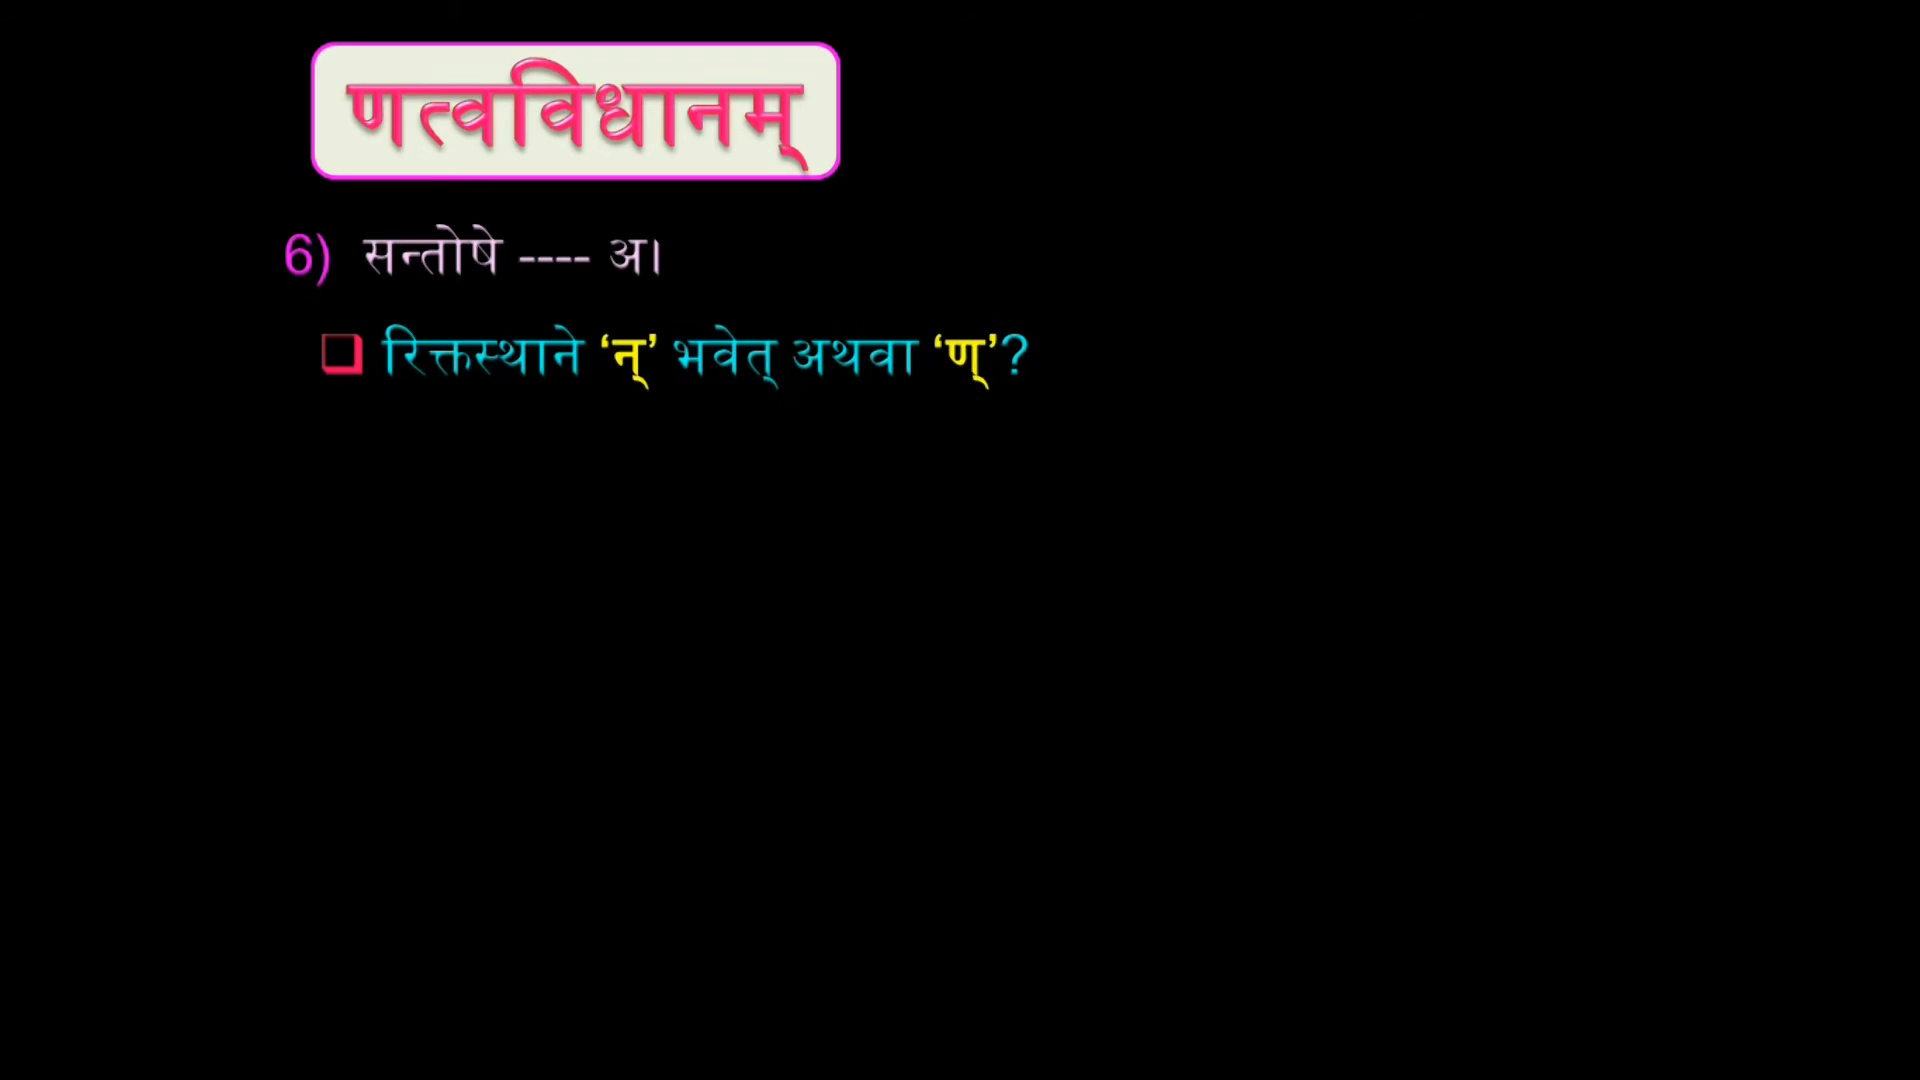 णत्वविधानम्
6) सन्तोषे ---- अ।
❑ रिक्तस्थाने ‘न्’ भवेत् अथवा ‘ण्’?